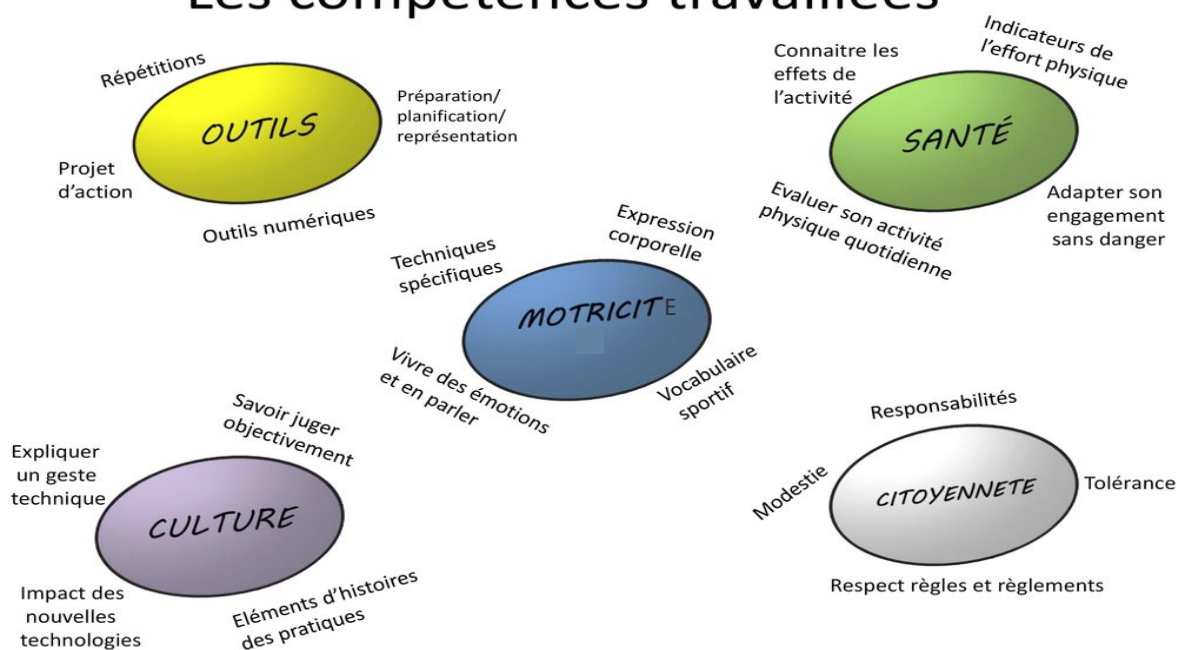 Les compétences travaillées
Répétitions
OUTILS
Préparation/
planification/
représentation
Projet
d’action
Outils numériques
Connaitre les
effets de
l’activité
Indicateurs de
l’effort physique
SANTÉ
Evaluer son activité
physique quotidienne
Adapter son
engagement
sans danger
Techniques
spécifiques
Expression
corporelle
MOTRICITE
Vivre des émotions
et en parler
Vocabulaire
sportif
Savoir juger
objectivement
Expliquer
un geste
technique
CULTURE
Impact des
nouvelles
technologies
Eléments d’histoires
des pratiques
Responsabilités
Modestie
CITOYENNETE
Tolérance
Respect règles et règlements